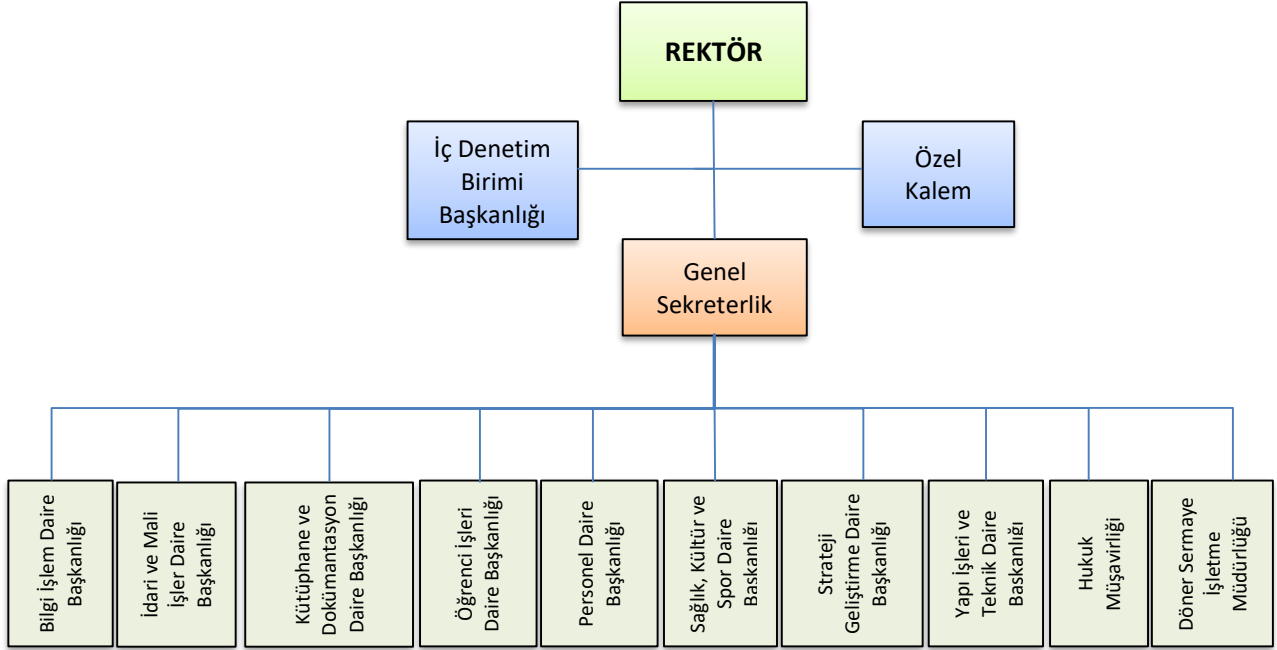 REKTÖR
İç Denetim
Birimi
Başkanlığı
Özel
Kalem
Genel
Sekreterlik
Bilgi İşlem Daire
Başkanlığı
İdari ve Mali
İşler Daire
Başkanlığı
Kütüphane ve
Dokümantasyon
Daire Başkanlığı
Öğrenci İşleri
Daire Başkanlığı
Personel Daire
Başkanlığı
Sağlık, Kültür ve
Spor Daire
Baskanlığı
Strateji
Geliştirme Daire
Başkanlığı
Yapı İşleri ve
Teknik Daire
Baskanlığı
Hukuk
Müşavirliği
Döner Sermaye
İşletme
Müdürlüğü